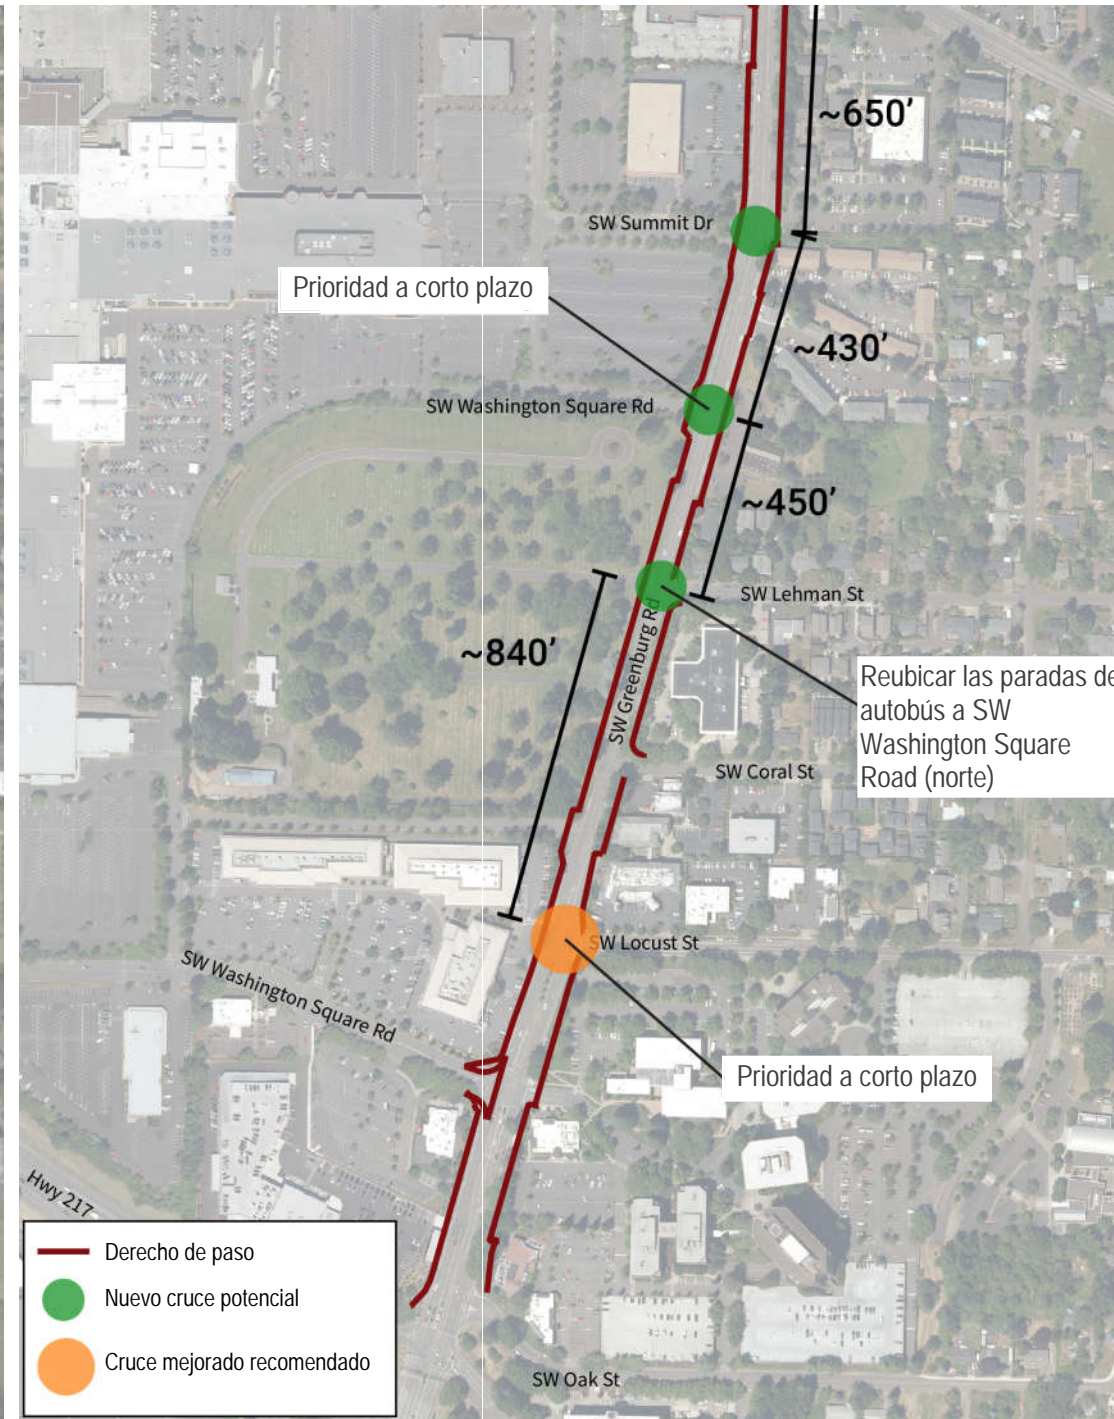 ~650’
SW Summit Dr
Prioridad a corto plazo
~430’
SW Washington Square Rd
~450’
SW Lehman St
~840’
SW Greenburg Rd
Reubicar las paradas de
autobús a SW
Washington Square
Road (norte)
SW Coral St
SW Locust St
SW Washington Square Rd
Prioridad a corto plazo
Hwy 217
Derecho de paso
Nuevo cruce potencial
Cruce mejorado recomendado
SW Oak St